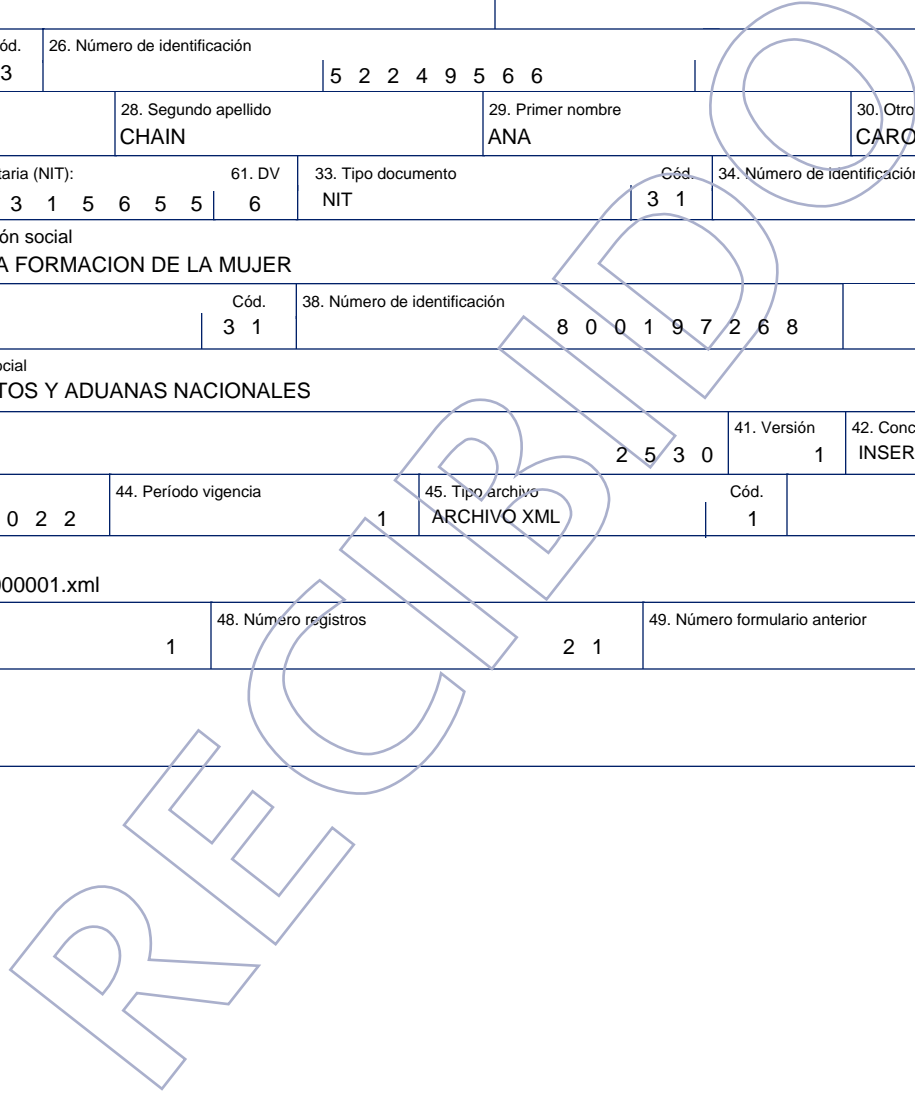 ód. 26. Número de identificación
3 5 2 2 4 9 5 6 6
28. Segundo apellido 29. Primer nombre 30. Otro
CHAIN ANA CARO
taria (NIT): 61. DV 33. Tipo documento Cód. 34. Número de identificación
3 1 5 6 5 5 6 NIT 3 1
ón social
A FORMACION DE LA MUJER
Cód. 38. Número de identificación
3 1 8 0 0 1 9 7 2 6 8
ocial
TOS Y ADUANAS NACIONALES
41. Versión 42. Conc
2 5 3 0 1 INSER
44. Período vigencia 45. Tipo archivo Cód.
0 2 2 1 ARCHIVO XML 1
000001.xml
48. Número registros 49. Número formulario anterior
1 2 1
RECIBIDO